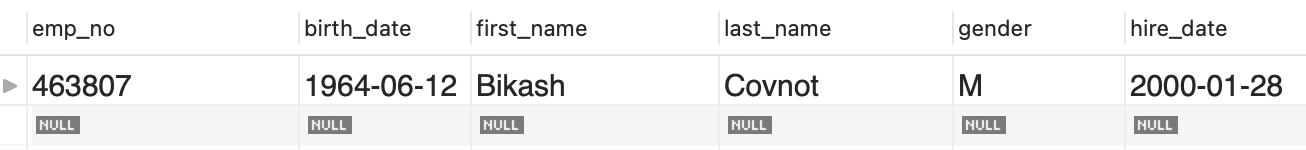 emp_no birth_date first_name last_name gender hire_date
463807 1964-06-12 Bikash Covnot M 2000-01-28
NULL NULL NULL NULL NULL NULL